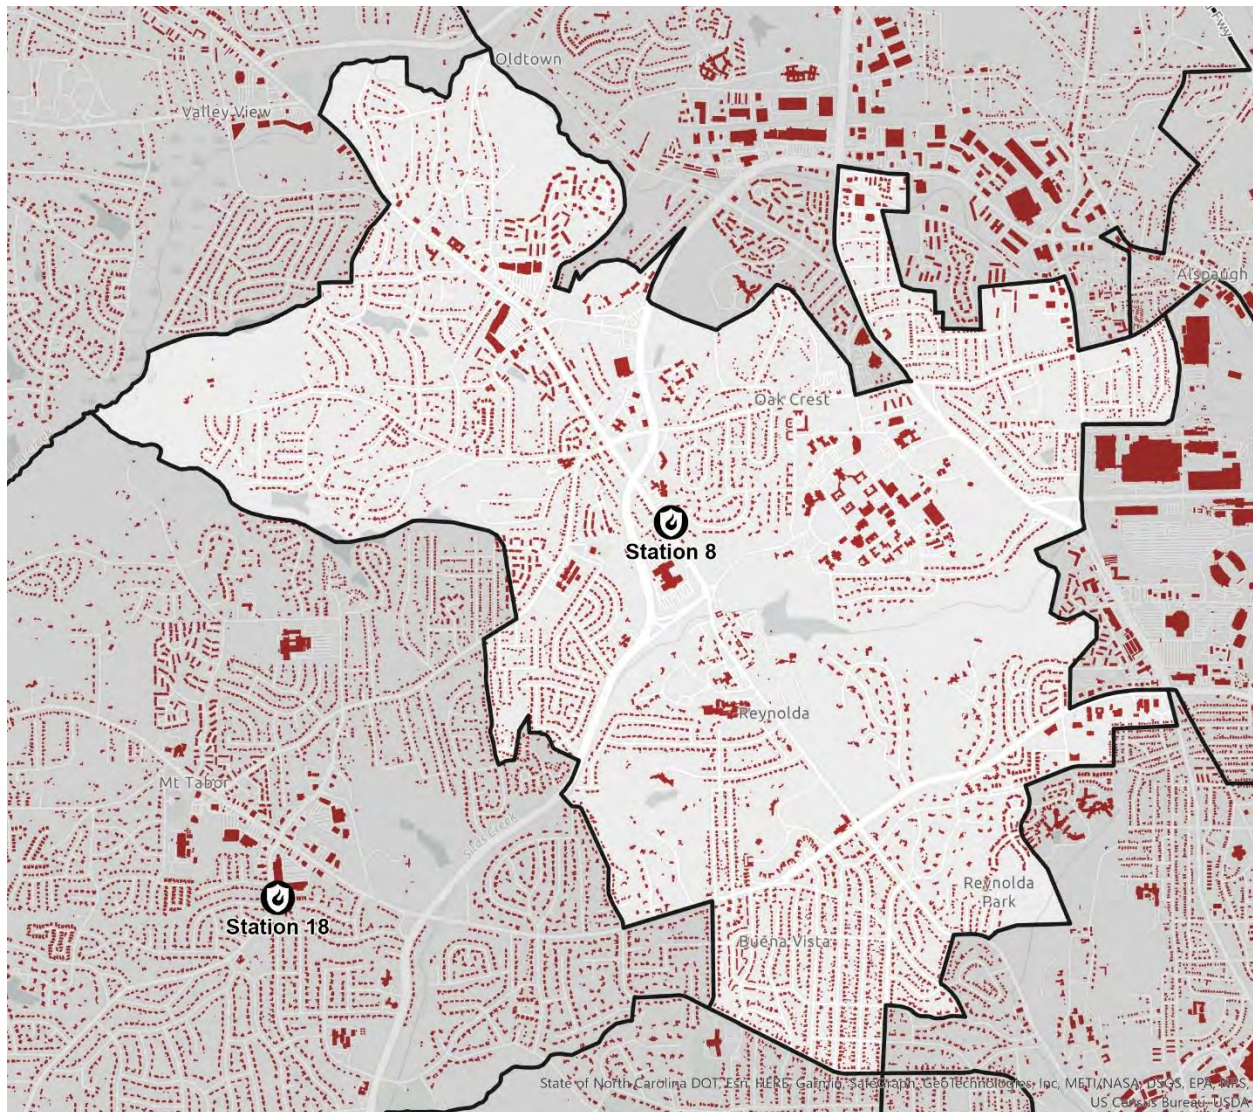 Fwy
Oldtown
Valley View
Alspaugh
Oak Crest
Station 8
Reynolda
Mt Tabor
Silas Creek
Reynolda
Park
Station 18
Buena Vista
State of North Carolina DOT, Esri, HERE, Garmin, SafeGraph, GeoTechnologies, Inc, METI/NASA, USGS, EPA, NPS,
US Census Bureau, USDA